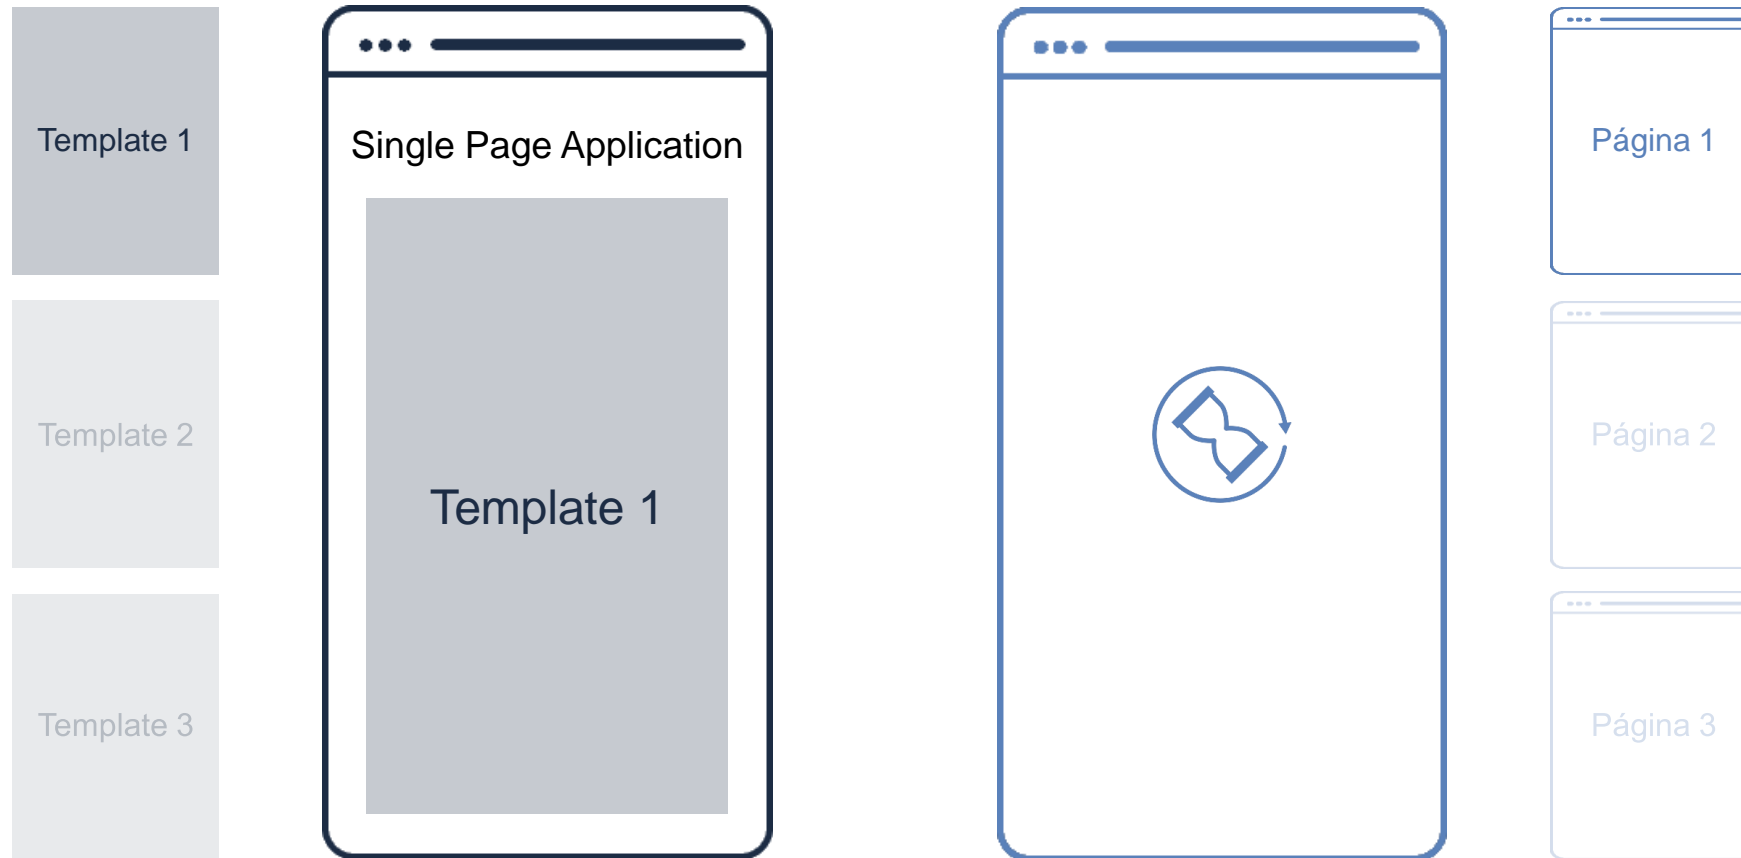 Template 1
Template 2
Template 3
Single Page Application
Template 1
Página 1
Página 2
Página 3